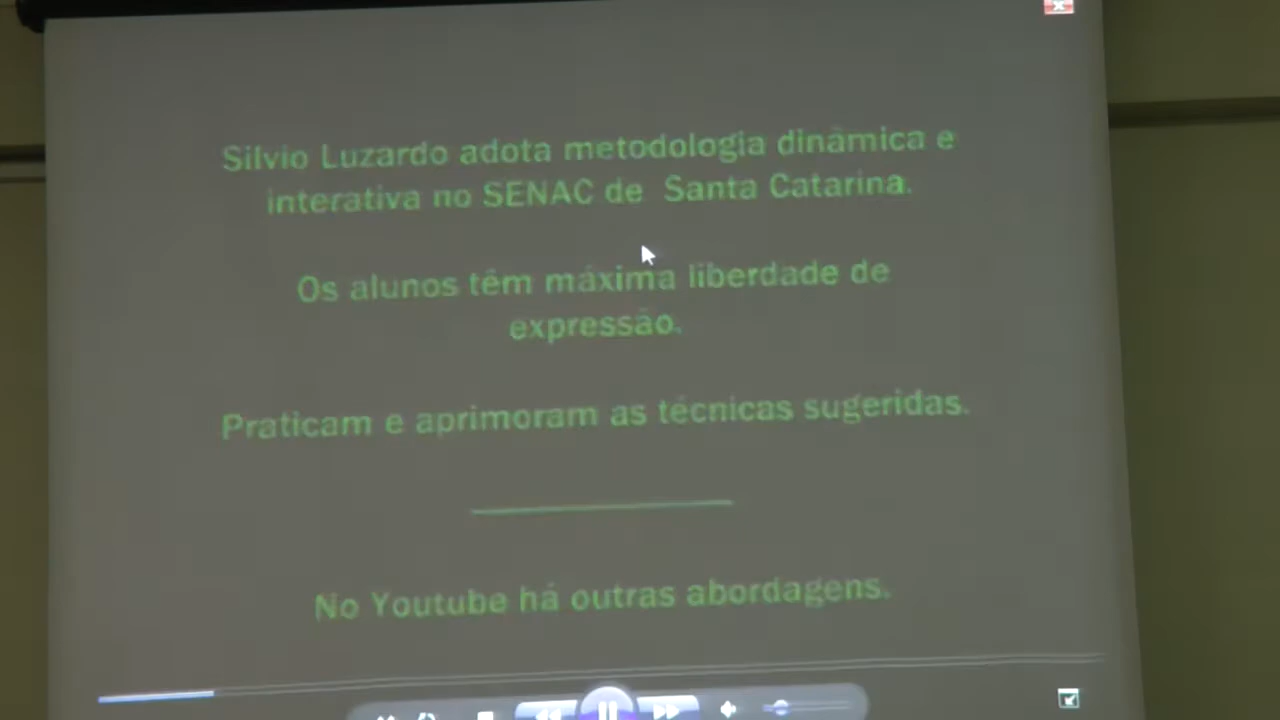 Silvio Luzardo adota metodologia dinâmica e
interativa no SENAC de Santa Catarina.
Os alunos têm máxima liberdade de
expressão.
Praticam e aprimoram as técnicas sugeridas.
No Youtube há outras abordagens.